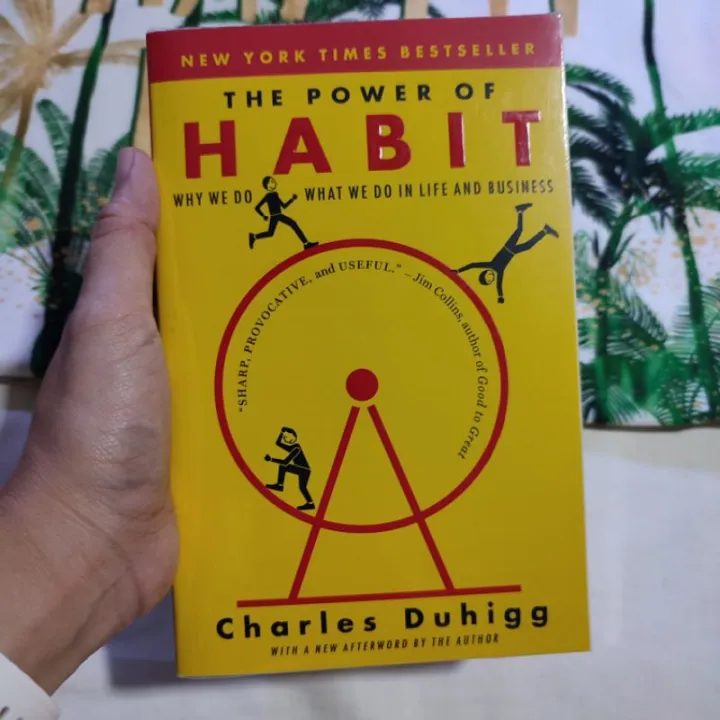 NEW YORK TIMES BESTSELLER
THE POWER OF
HABIT
WHY WE DO WHAT WE DO IN LIFE AND BUSINESS
"SHARP, PROVOCATIVE, and USEFUL." –Jim Collins, author of Good to Great
Charles Duhigg
WITH A NEW AFTERWORD BY THE AUTHOR